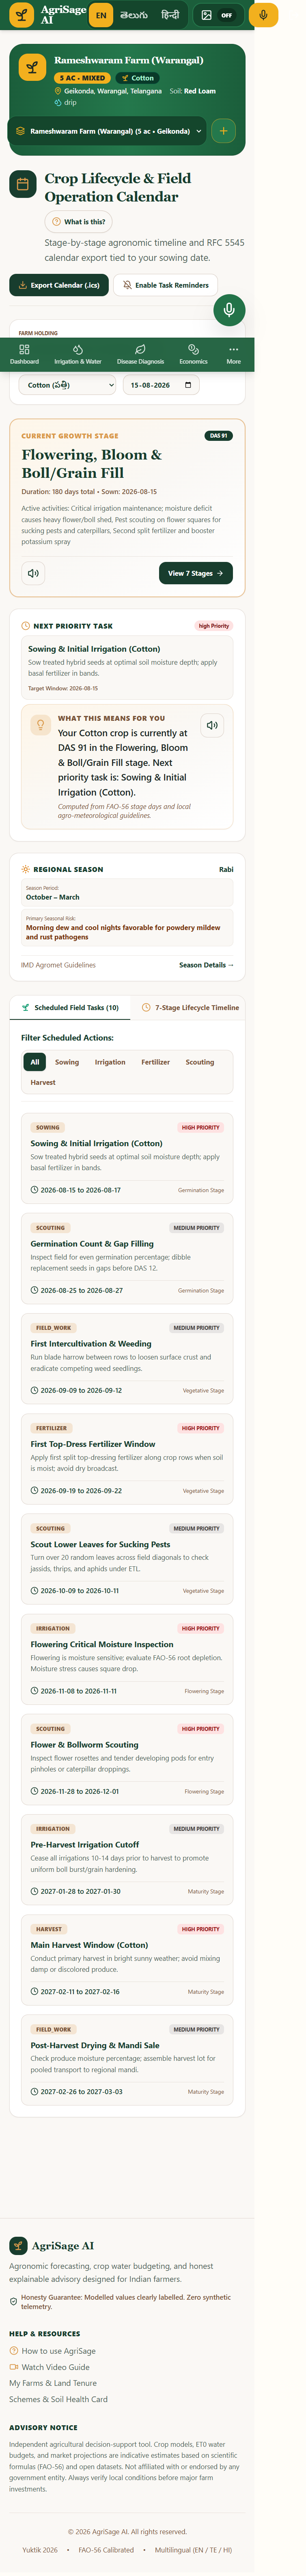 AgriSage AI
EN
తెలుగు
हिन्दी
OFF
Rameshwaram Farm (Warangal)
5 AC • MIXED
Cotton
Geikonda, Warangal, Telangana
Soil: Red Loam
drip
Rameshwaram Farm (Warangal) (5 ac • Geikonda)
Crop Lifecycle & Field
Operation Calendar
What is this?
Stage-by-stage agronomic timeline and RFC 5545
calendar export tied to your sowing date.
Export Calendar (.ics)
Enable Task Reminders
FARM HOLDING
Dashboard
Irrigation & Water
Disease Diagnosis
Economics
More
Cotton (పత్తి)
15-08-2026
CURRENT GROWTH STAGE
DAS 91
Flowering, Bloom &
Boll/Grain Fill
Duration: 180 days total • Sown: 2026-08-15
Active activities: Critical irrigation maintenance; moisture deficit
causes heavy flower/boll shed, Pest scouting on flower squares for
sucking pests and caterpillars, Second split fertilizer and booster
potassium spray
View 7 Stages →
NEXT PRIORITY TASK
high Priority
Sowing & Initial Irrigation (Cotton)
Sow treated hybrid seeds at optimal soil moisture depth; apply
basal fertilizer in bands.
Target Window: 2026-08-15
WHAT THIS MEANS FOR YOU
Your Cotton crop is currently at
DAS 91 in the Flowering, Bloom
& Boll/Grain Fill stage. Next
priority task is: Sowing & Initial
Irrigation (Cotton).
Computed from FAO-56 stage days and local
agro-meteorological guidelines.
REGIONAL SEASON
Rabi
Season Period:
October – March
Primary Seasonal Risk:
Morning dew and cool nights favorable for powdery mildew
and rust pathogens
IMD Agromet Guidelines
Season Details →
Scheduled Field Tasks (10)
7-Stage Lifecycle Timeline
Filter Scheduled Actions:
All
Sowing
Irrigation
Fertilizer
Scouting
Harvest
SOWING
HIGH PRIORITY
Sowing & Initial Irrigation (Cotton)
Sow treated hybrid seeds at optimal soil moisture depth; apply
basal fertilizer in bands.
2026-08-15 to 2026-08-17
Germination Stage
SCOUTING
MEDIUM PRIORITY
Germination Count & Gap Filling
Inspect field for even germination percentage; dibble
replacement seeds in gaps before DAS 12.
2026-08-25 to 2026-08-27
Germination Stage
FIELD_WORK
MEDIUM PRIORITY
First Intercultivation & Weeding
Run blade harrow between rows to loosen surface crust and
eradicate competing weed seedlings.
2026-09-09 to 2026-09-12
Vegetative Stage
FERTILIZER
HIGH PRIORITY
First Top-Dress Fertilizer Window
Apply first split top-dressing fertilizer along crop rows when soil
is moist; avoid dry broadcast.
2026-09-19 to 2026-09-22
Vegetative Stage
SCOUTING
MEDIUM PRIORITY
Scout Lower Leaves for Sucking Pests
Turn over 20 random leaves across field diagonals to check
jassids, thrips, and aphids under ETL.
2026-10-09 to 2026-10-11
Vegetative Stage
IRRIGATION
HIGH PRIORITY
Flowering Critical Moisture Inspection
Flowering is moisture sensitive; evaluate FAO-56 root depletion.
Moisture stress causes square drop.
2026-11-08 to 2026-11-11
Flowering Stage
SCOUTING
HIGH PRIORITY
Flower & Bollworm Scouting
Inspect flower rosettes and tender developing pods for entry
pinholes or caterpillar droppings.
2026-11-28 to 2026-12-01
Flowering Stage
IRRIGATION
MEDIUM PRIORITY
Pre-Harvest Irrigation Cutoff
Cease all irrigations 10-14 days prior to harvest to promote
uniform boll burst/grain hardening.
2027-01-28 to 2027-01-30
Maturity Stage
HARVEST
HIGH PRIORITY
Main Harvest Window (Cotton)
Conduct primary harvest in bright sunny weather; avoid mixing
damp or discolored produce.
2027-02-11 to 2027-02-16
Maturity Stage
FIELD_WORK
MEDIUM PRIORITY
Post-Harvest Drying & Mandi Sale
Check produce moisture percentage; assemble harvest lot for
pooled transport to regional mandi.
2027-02-26 to 2027-03-03
Maturity Stage
AgriSage AI
Agronomic forecasting, crop water budgeting, and honest
explainable advisory designed for Indian farmers.
Honesty Guarantee: Modelled values clearly labelled. Zero synthetic
telemetry.
HELP & RESOURCES
How to use AgriSage
Watch Video Guide
My Farms & Land Tenure
Schemes & Soil Health Card
ADVISORY NOTICE
Independent agricultural decision-support tool. Crop models, ET0 water
budgets, and market projections are indicative estimates based on scientific
formulas (FAO-56) and open datasets. Not affiliated with or endorsed by any
government entity. Always verify local conditions before major farm
investments.
© 2026 AgriSage AI. All rights reserved.
Yuktik 2026 • FAO-56 Calibrated • Multilingual (EN / TE / HI)